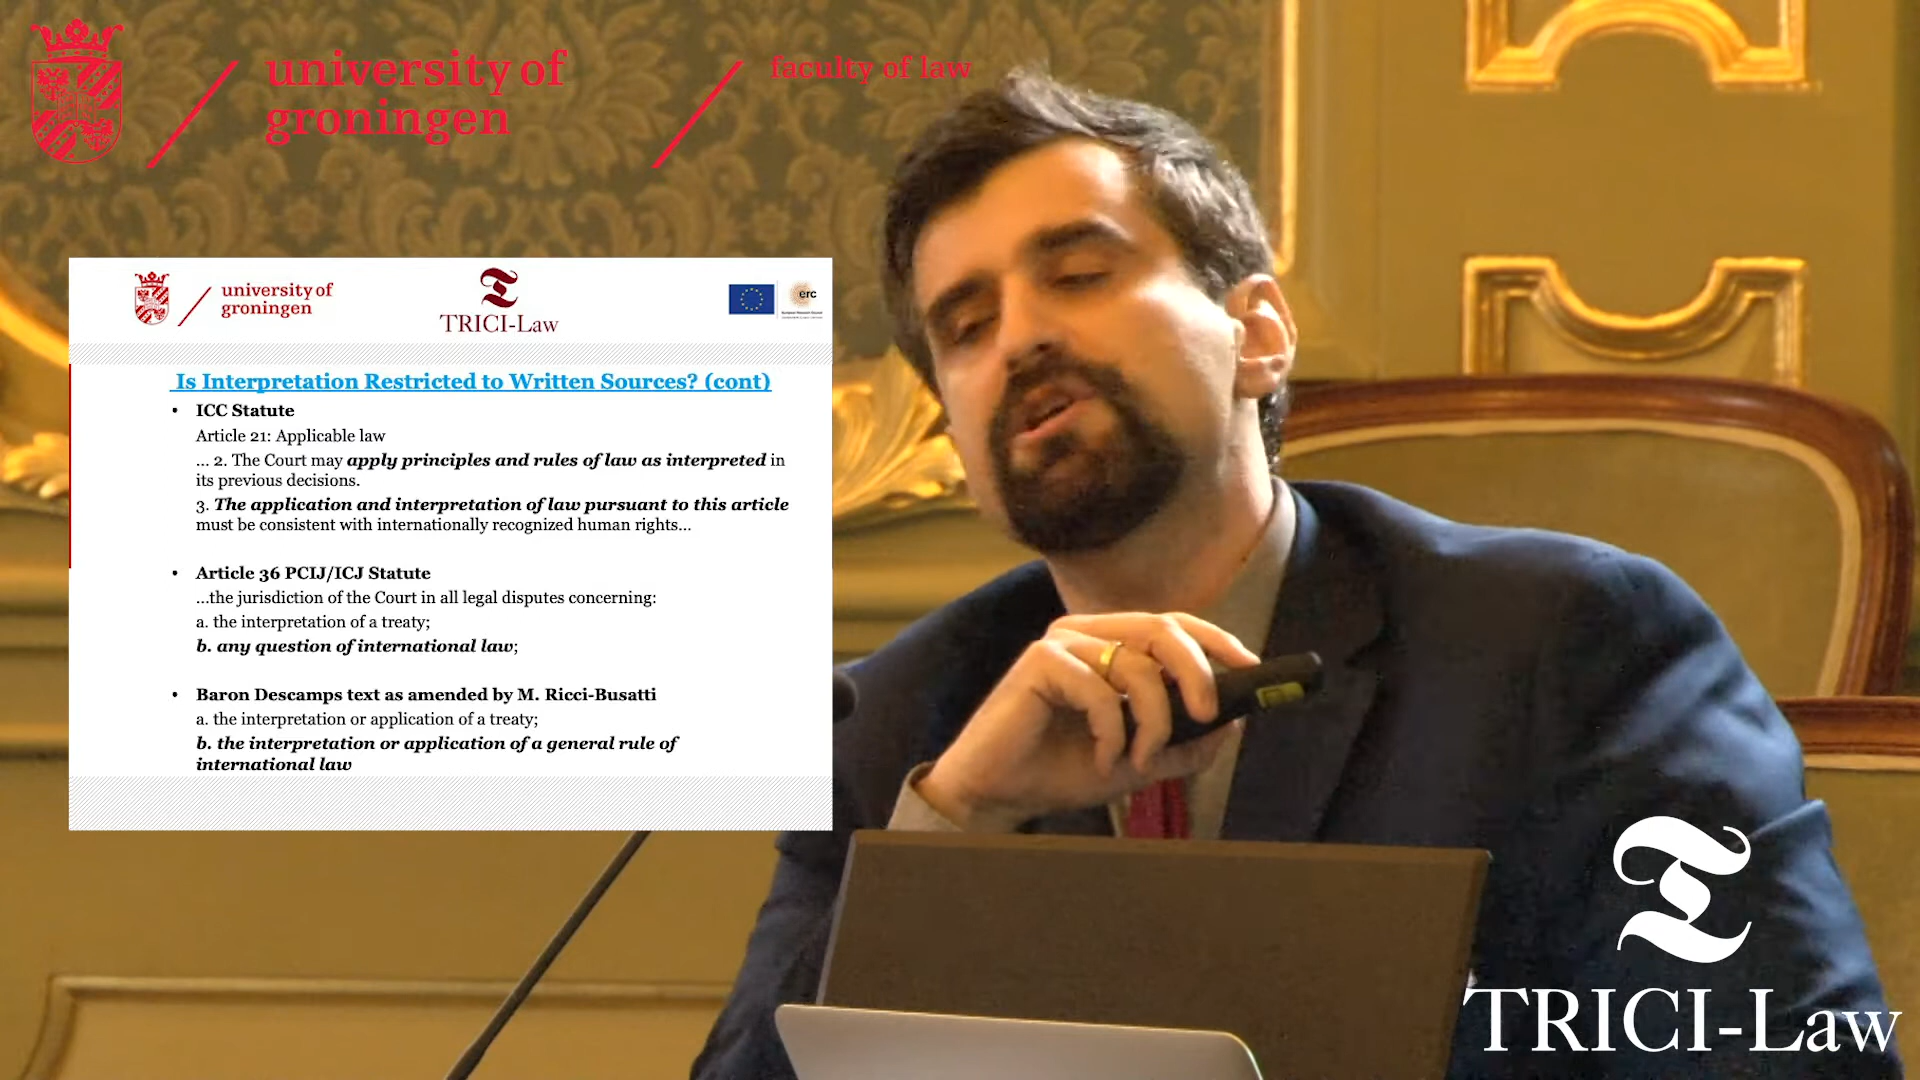 university of
groningen
faculty of law
university of
groningen
TRICI-Law
erc
Is Interpretation Restricted to Written Sources? (cont)
• ICC Statute
Article 21: Applicable law
... 2. The Court may apply principles and rules of law as interpreted in
its previous decisions.
3. The application and interpretation of law pursuant to this article
must be consistent with internationally recognized human rights...
• Article 36 PCIJ/ICJ Statute
...the jurisdiction of the Court in all legal disputes concerning:
a. the interpretation of a treaty;
b. any question of international law;
• Baron Descamps text as amended by M. Ricci-Busatti
a. the interpretation or application of a treaty;
b. the interpretation or application of a general rule of
international law
TRICI-Law